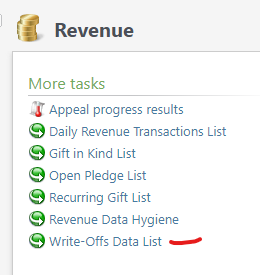 Revenue
More tasks
Appeal progress results
Daily Revenue Transactions List
Gift in Kind List
Open Pledge List
Recurring Gift List
Revenue Data Hygiene
Write-Offs Data List